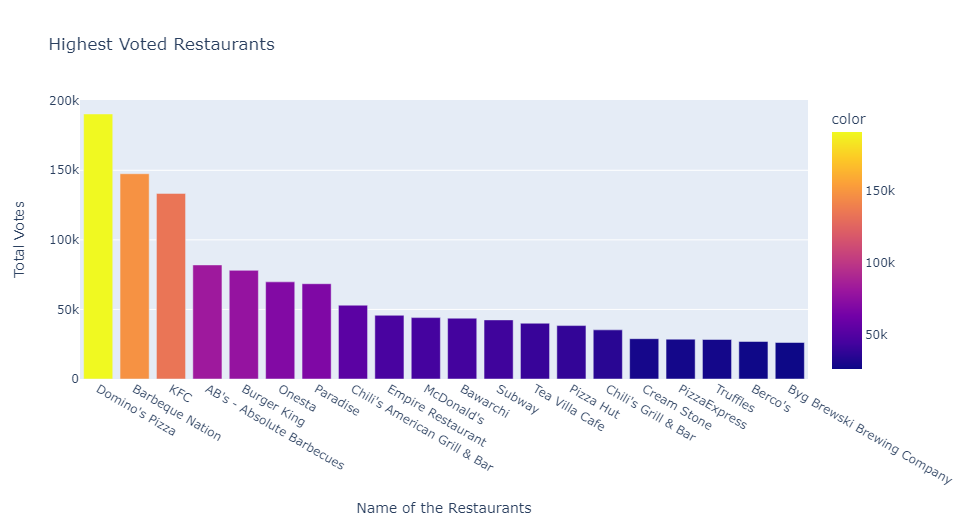 Highest Voted Restaurants
color
200k
150k
100k
50k
0
Total Votes
150k
100k
50k
Domino's Pizza
Barbeque Nation
KFC
AB's - Absolute Barbecues
Burger King
Onesta
Paradise
Chili's American Grill & Bar
Empire Restaurant
McDonald's
Bawarchi
Subway
Tea Villa Cafe
Pizza Hut
Chili's Grill & Bar
Cream Stone
PizzaExpress
Truffles
Berco's
Byg Brewski Brewing Company
Name of the Restaurants